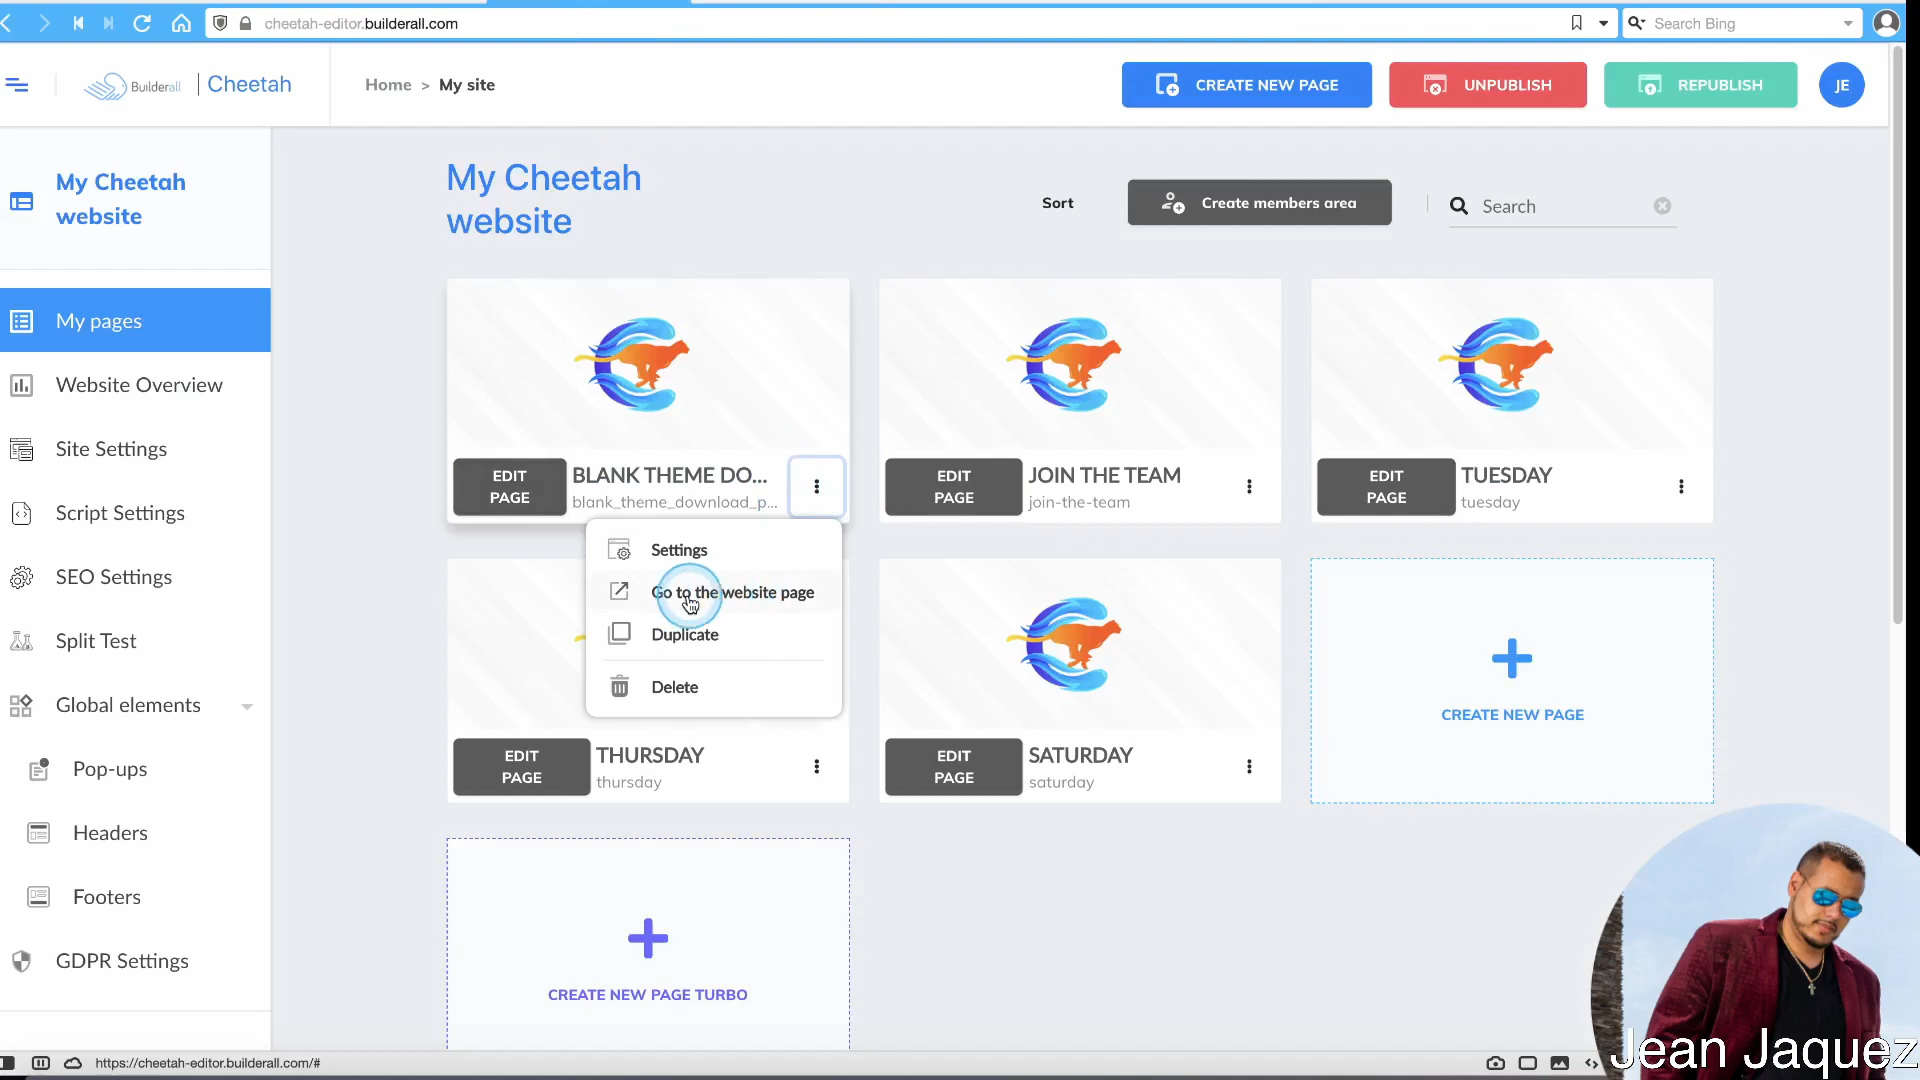 cheetah-editor.builderall.com
Search Bing
Builderall
Cheetah
Home > My site
CREATE NEW PAGE
UNPUBLISH
REPUBLISH
JE
My Cheetah
website
My pages
Website Overview
Site Settings
Script Settings
SEO Settings
Split Test
Global elements
Pop-ups
Headers
Footers
GDPR Settings
My Cheetah
website
Sort
Create members area
Search
EDIT
PAGE
BLANK THEME DO...
blank_theme_download_p...
EDIT
PAGE
JOIN THE TEAM
join-the-team
EDIT
PAGE
TUESDAY
tuesday
Settings
Go to the website page
Duplicate
Delete
EDIT
PAGE
THURSDAY
thursday
EDIT
PAGE
SATURDAY
saturday
CREATE NEW PAGE
CREATE NEW PAGE TURBO
https://cheetah-editor.builderall.com/#
Jean Jaquez